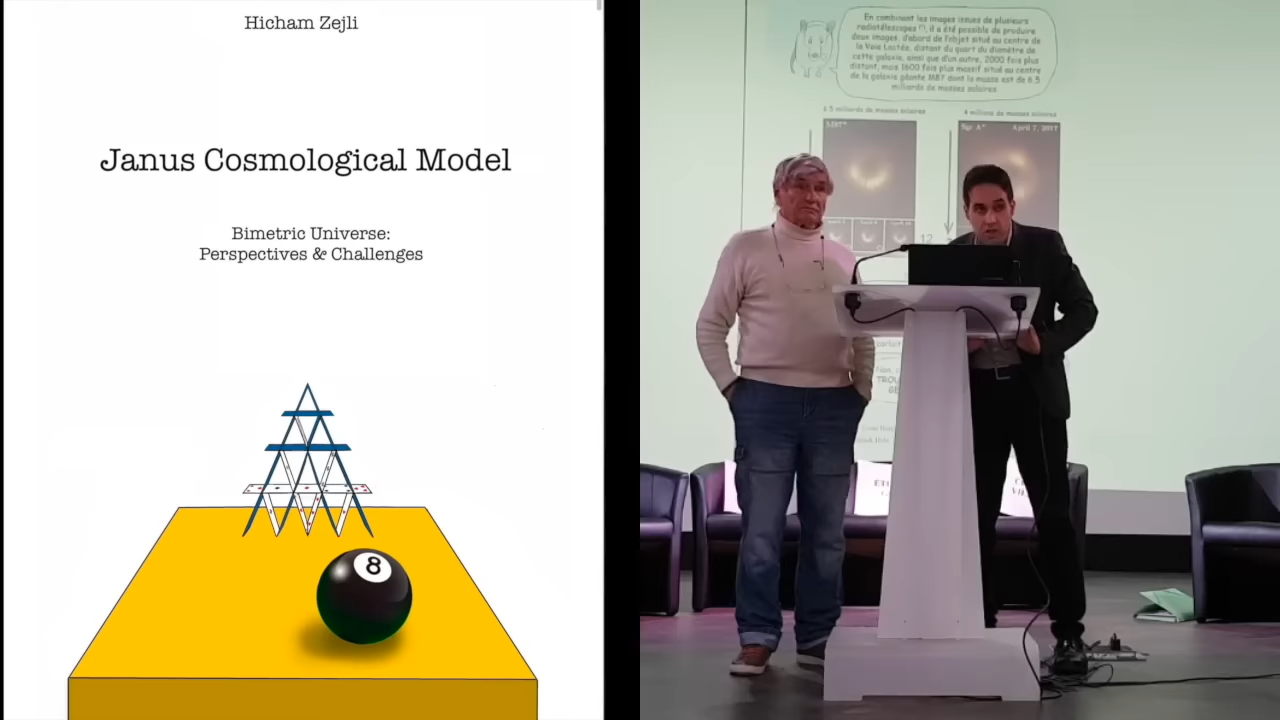 Hicham Zejli
Janus Cosmological Model
Bimetric Universe:
Perspectives & Challenges
8
En combinant les images issues de plusieurs
radiotélescopes , il a été possible de produire
deux images, d'abord de l'objet situé au centre de
la Voie Lactée, distant du quart du diamètre de
cette galaxie, ainsi que d'un autre, 2000 fois plus
distant, mais 1600 fois plus massif situé au centre
de la galaxie géante M87 dont la masse est de 6.5
milliards de masses solaires
6.5 milliards de masses solaires
4 millions de masses solaires
M87*
Sgr A* April 7, 2017
12
TROU